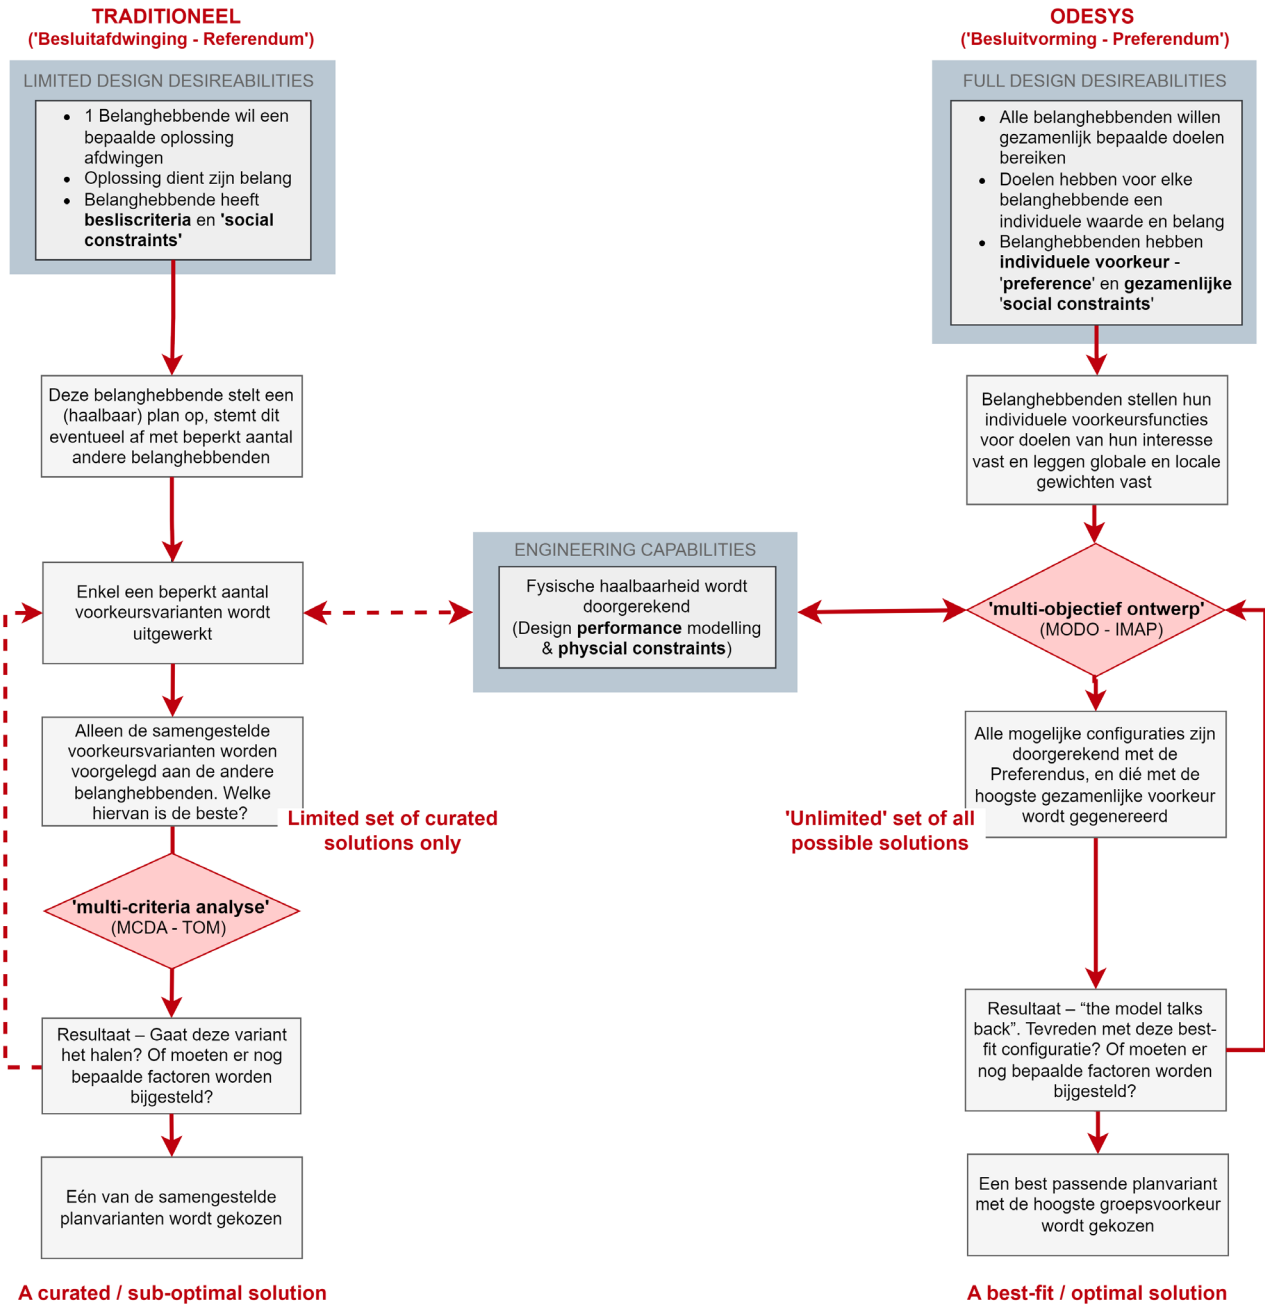 TRADITIONEEL
('Besluitafdwinging - Referendum')
LIMITED DESIGN DESIREABILITIES
• 1 Belanghebbende wil een
bepaalde oplossing
afdwingen
• Oplossing dient zijn belang
• Belanghebbende heeft
besliscriteria en 'social
constraints'
Deze belanghebbende stelt een
(haalbaar) plan op, stemt dit
eventueel af met beperkt aantal
andere belanghebbenden
Enkel een beperkt aantal
voorkeursvarianten wordt
uitgewerkt
Alleen de samengestelde
voorkeursvarianten worden
voorgelegd aan de andere
belanghebbenden. Welke
hiervan is de beste?
Limited set of curated
solutions only
'multi-criteria analyse'
(MCDA - TOM)
Resultaat – Gaat deze variant
het halen? Of moeten er nog
bepaalde factoren worden
bijgesteld?
Eén van de samengestelde
planvarianten wordt gekozen
A curated / sub-optimal solution
ENGINEERING CAPABILITIES
Fysische haalbaarheid wordt
doorgerekend
(Design performance modelling
& physcial constraints)
ODESYS
('Besluitvorming - Preferendum')
FULL DESIGN DESIREABILITIES
• Alle belanghebbenden willen
gezamenlijk bepaalde doelen
bereiken
• Doelen hebben voor elke
belanghebbende een
individuele waarde en belang
• Belanghebbenden hebben
individuele voorkeur -
'preference' en gezamenlijke
'social constraints'
Belanghebbenden stellen hun
individuele voorkeursfuncties
voor doelen van hun interesse
vast en leggen globale en locale
gewichten vast
'multi-objectief ontwerp'
(MODO - IMAP)
Alle mogelijke configuraties zijn
doorgerekend met de
Preferendus, en dié met de
hoogste gezamenlijke voorkeur
wordt gegenereerd
'Unlimited' set of all
possible solutions
Resultaat – “the model talks
back”. Tevreden met deze best-
fit configuratie? Of moeten er
nog bepaalde factoren worden
bijgesteld?
Een best passende planvariant
met de hoogste groepsvoorkeur
wordt gekozen
A best-fit / optimal solution